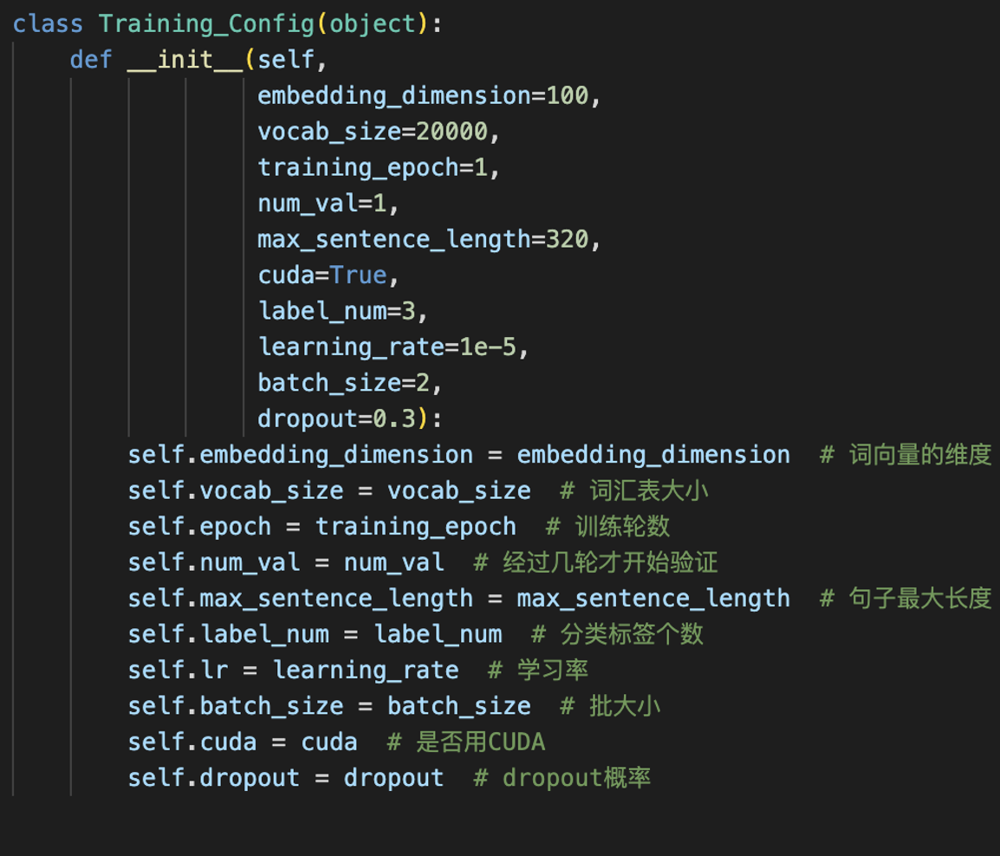 class Training_Config(object):
    def __init__(self,
                 embedding_dimension=100,
                 vocab_size=20000,
                 training_epoch=1,
                 num_val=1,
                 max_sentence_length=320,
                 cuda=True,
                 label_num=3,
                 learning_rate=1e-5,
                 batch_size=2,
                 dropout=0.3):
        self.embedding_dimension = embedding_dimension  # 词向量的维度
        self.vocab_size = vocab_size  # 词汇表大小
        self.epoch = training_epoch  # 训练轮数
        self.num_val = num_val  # 经过几轮才开始验证
        self.max_sentence_length = max_sentence_length  # 句子最大长度
        self.label_num = label_num  # 分类标签个数
        self.lr = learning_rate  # 学习率
        self.batch_size = batch_size  # 批大小
        self.cuda = cuda  # 是否用CUDA
        self.dropout = dropout  # dropout概率